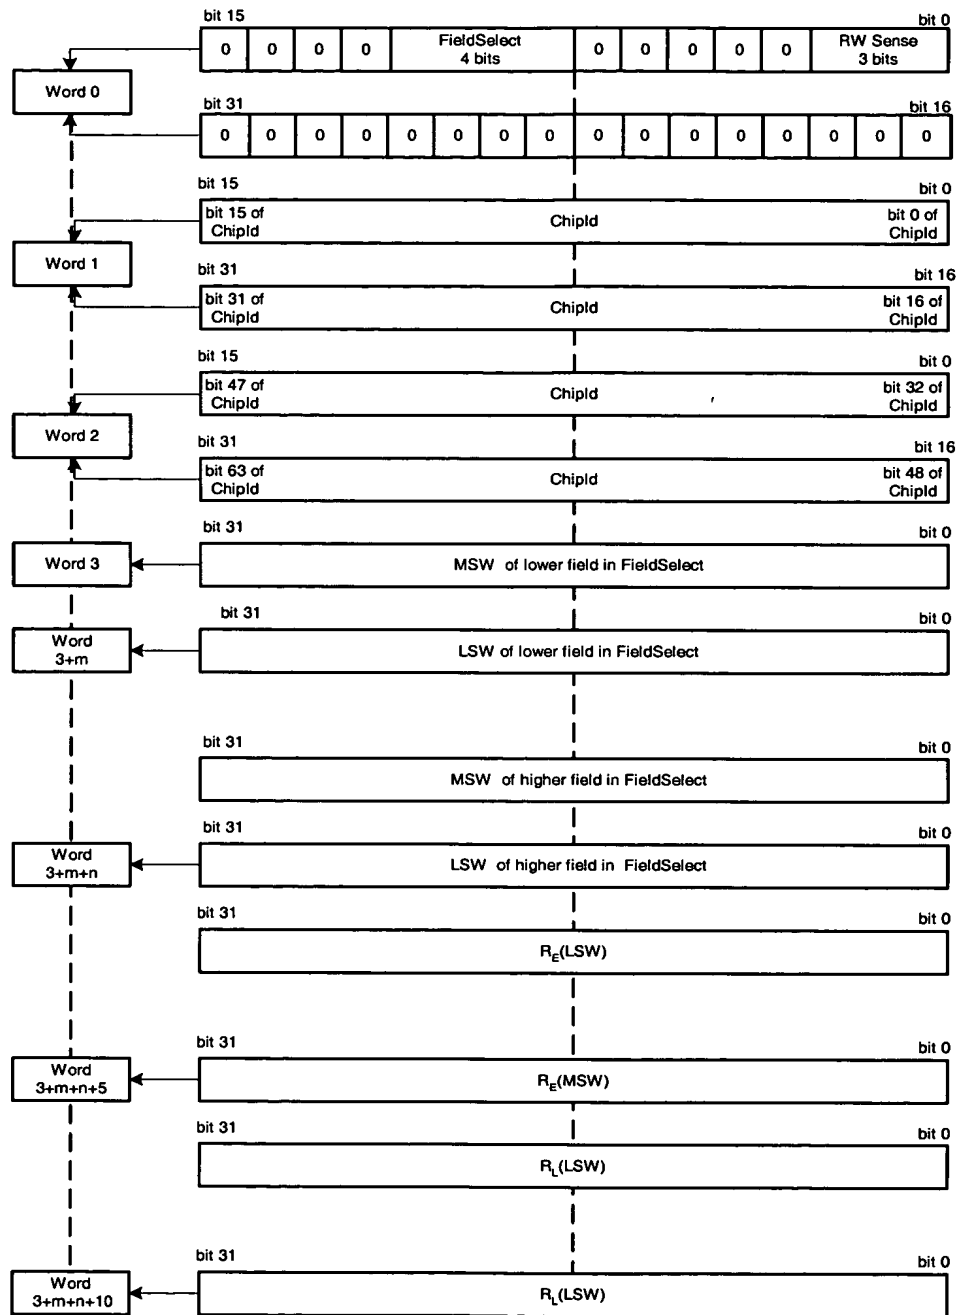 bit 15
bit 0
0 0 0 0 FieldSelect 0 0 0 0 0 RW Sense
4 bits 3 bits
Word 0
bit 31
bit 16
0 0 0 0 0 0 0 0 0 0 0 0 0 0 0 0
bit 15
bit 0
bit 15 of ChipId bit 0 of
ChipId ChipId
Word 1
bit 31
bit 16
bit 31 of ChipId bit 16 of
ChipId ChipId
bit 15
bit 0
bit 47 of ChipId bit 32 of
ChipId ChipId
Word 2
bit 31
bit 16
bit 63 of ChipId bit 48 of
ChipId ChipId
bit 31
bit 0
Word 3 MSW of lower field in FieldSelect
bit 31
bit 0
Word LSW of lower field in FieldSelect
3+m
bit 31
bit 0
MSW of higher field in FieldSelect
bit 31
bit 0
Word LSW of higher field in FieldSelect
3+m+n
bit 31
bit 0
RE(LSW)
bit 31
bit 0
Word RE(MSW)
3+m+n+5
bit 31
bit 0
RL(LSW)
bit 31
bit 0
Word RL(LSW)
3+m+n+10